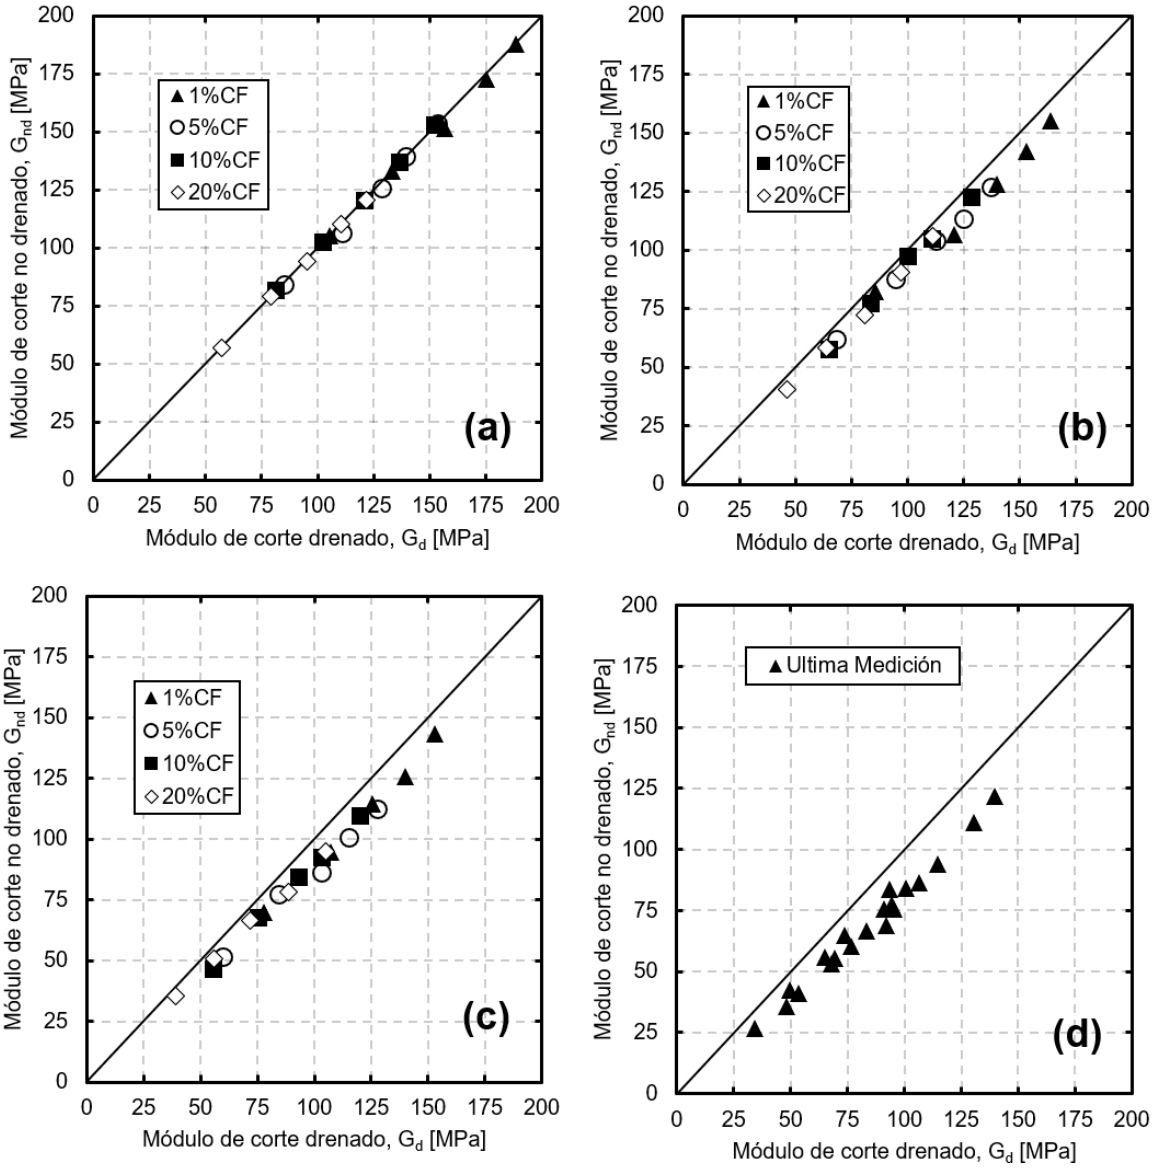 200
175
150
125
100
75
50
25
0
Módulo de corte no drenado, Gnd [MPa]
1%CF
5%CF
10%CF
20%CF
(a)
0 25 50 75 100 125 150 175 200
Módulo de corte drenado, Gd [MPa]
200
175
150
125
100
75
50
25
0
Módulo de corte no drenado, Gnd [MPa]
1%CF
5%CF
10%CF
20%CF
(b)
0 25 50 75 100 125 150 175 200
Módulo de corte drenado, Gd [MPa]
200
175
150
125
100
75
50
25
0
Módulo de corte no drenado, Gnd [MPa]
1%CF
5%CF
10%CF
20%CF
(c)
0 25 50 75 100 125 150 175 200
Módulo de corte drenado, Gd [MPa]
200
175
150
125
100
75
50
25
0
Módulo de corte no drenado, Gnd [MPa]
Ultima Medición
(d)
0 25 50 75 100 125 150 175 200
Módulo de corte drenado, Gd [MPa]